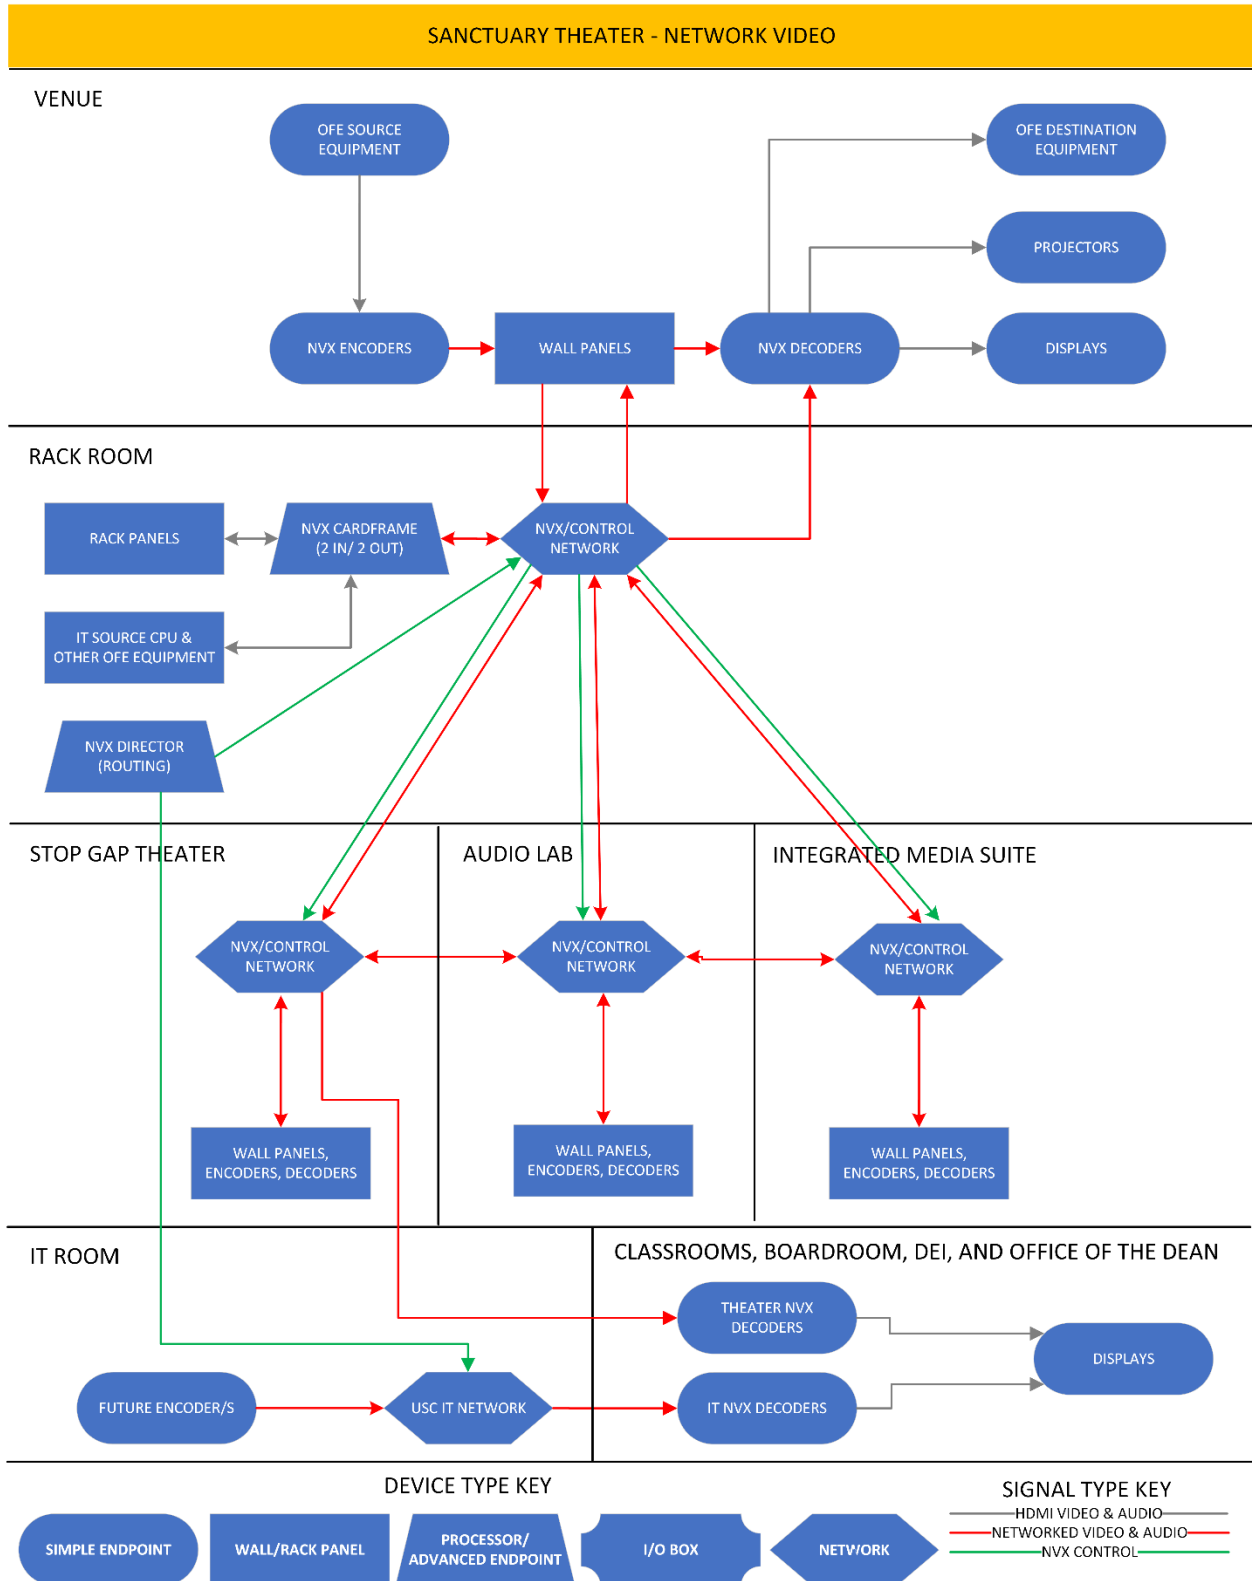 SANCTUARY THEATER - NETWORK VIDEO
VENUE
OFE SOURCE
EQUIPMENT
OFE DESTINATION
EQUIPMENT
PROJECTORS
NVX ENCODERS
WALL PANELS
NVX DECODERS
DISPLAYS
RACK ROOM
RACK PANELS
NVX CARDFRAME
(2 IN/ 2 OUT)
NVX/CONTROL
NETWORK
IT SOURCE CPU &
OTHER OFE EQUIPMENT
NVX DIRECTOR
(ROUTING)
STOP GAP THEATER
AUDIO LAB
INTEGRATED MEDIA SUITE
NVX/CONTROL
NETWORK
NVX/CONTROL
NETWORK
NVX/CONTROL
NETWORK
WALL PANELS,
ENCODERS, DECODERS
WALL PANELS,
ENCODERS, DECODERS
WALL PANELS,
ENCODERS, DECODERS
IT ROOM
CLASSROOMS, BOARDROOM, DEI, AND OFFICE OF THE DEAN
THEATER NVX
DECODERS
DISPLAYS
FUTURE ENCODER/S
USC IT NETWORK
IT NVX DECODERS
DEVICE TYPE KEY
SIMPLE ENDPOINT
WALL/RACK PANEL
PROCESSOR/
ADVANCED ENDPOINT
I/O BOX
NETWORK
SIGNAL TYPE KEY
HDMI VIDEO & AUDIO
NETWORKED VIDEO & AUDIO
NVX CONTROL